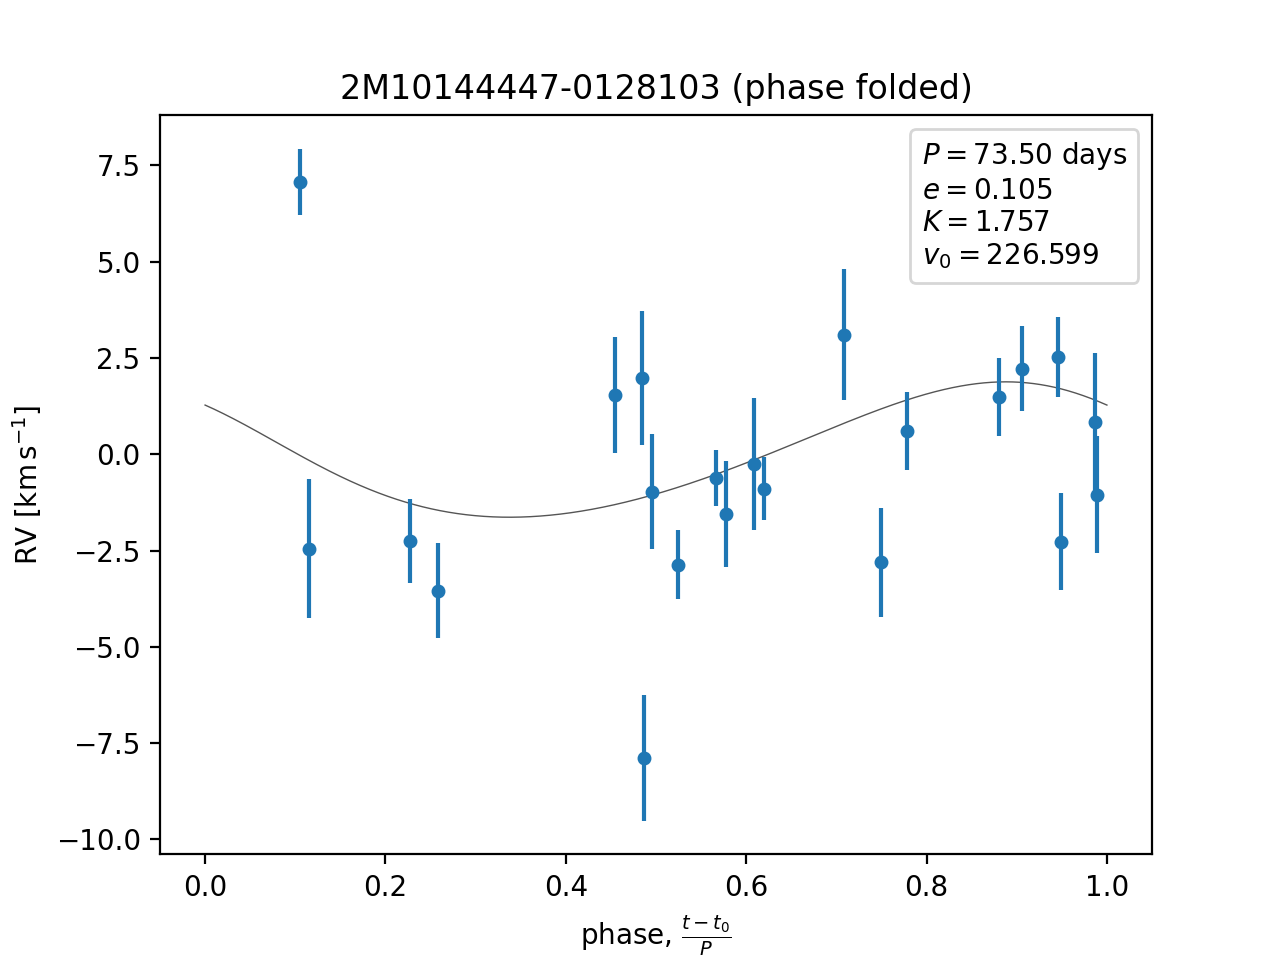 2M10144447-0128103 (phase folded)
P = 73.50 days
e = 0.105
K = 1.757
v₀ = 226.599
RV [km s⁻¹]
7.5
5.0
2.5
0.0
−2.5
−5.0
−7.5
−10.0
0.0 0.2 0.4 0.6 0.8 1.0
phase, (t − t₀)/P